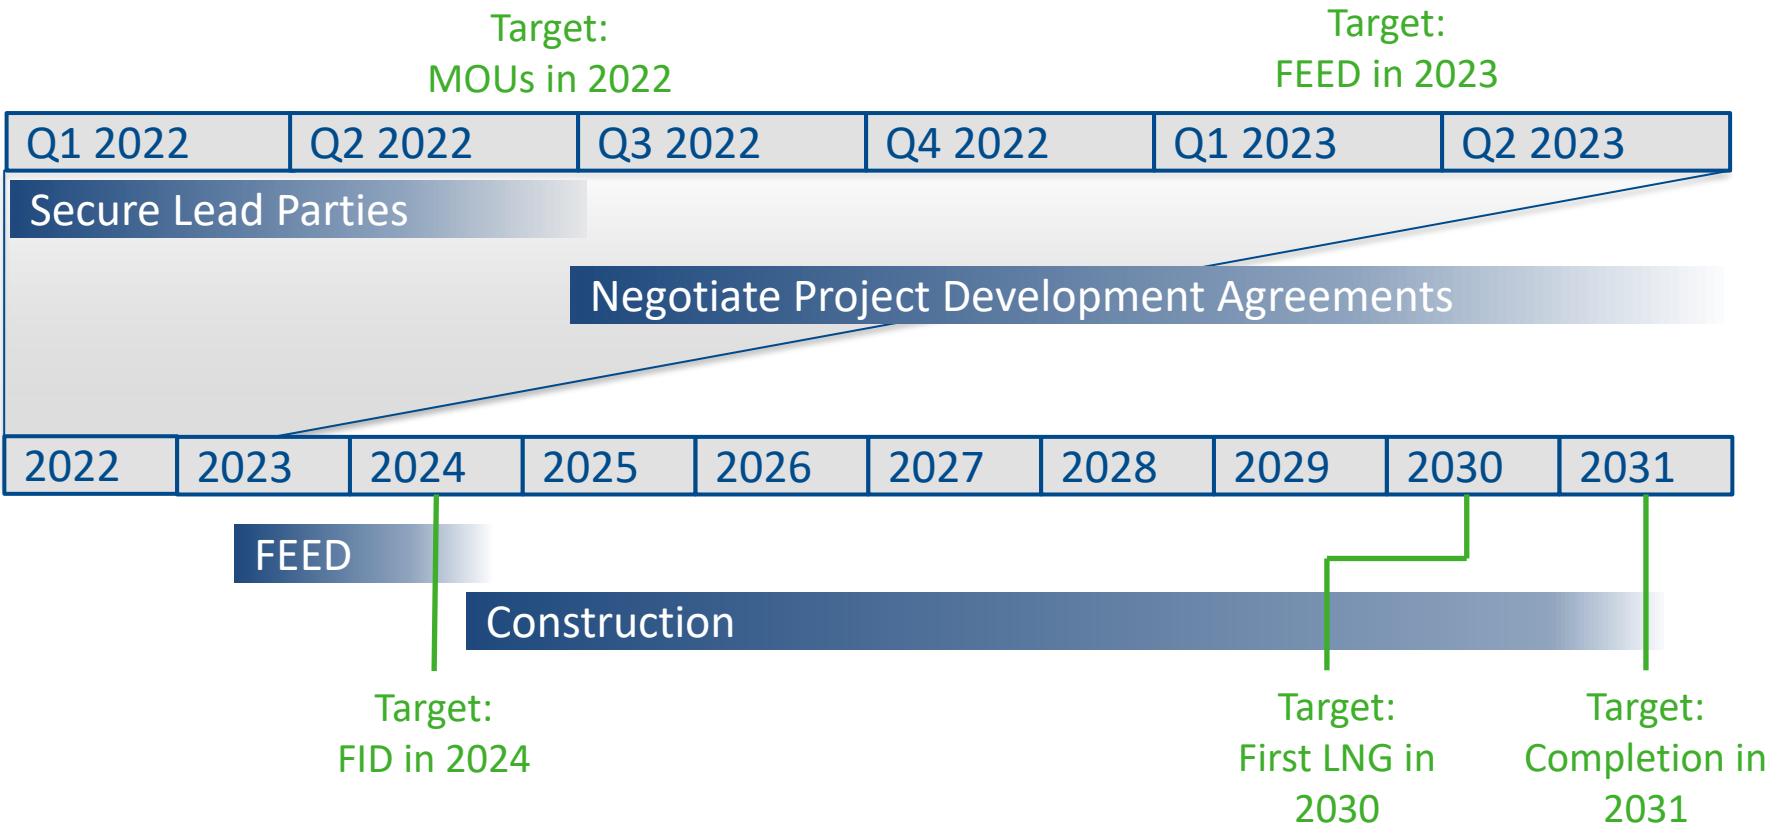 Target:
MOUs in 2022
Target:
FEED in 2023
Q1 2022
Q2 2022
Q3 2022
Q4 2022
Q1 2023
Q2 2023
Secure Lead Parties
Negotiate Project Development Agreements
2022
2023
2024
2025
2026
2027
2028
2029
2030
2031
FEED
Construction
Target:
FID in 2024
Target:
First LNG in
2030
Target:
Completion in
2031